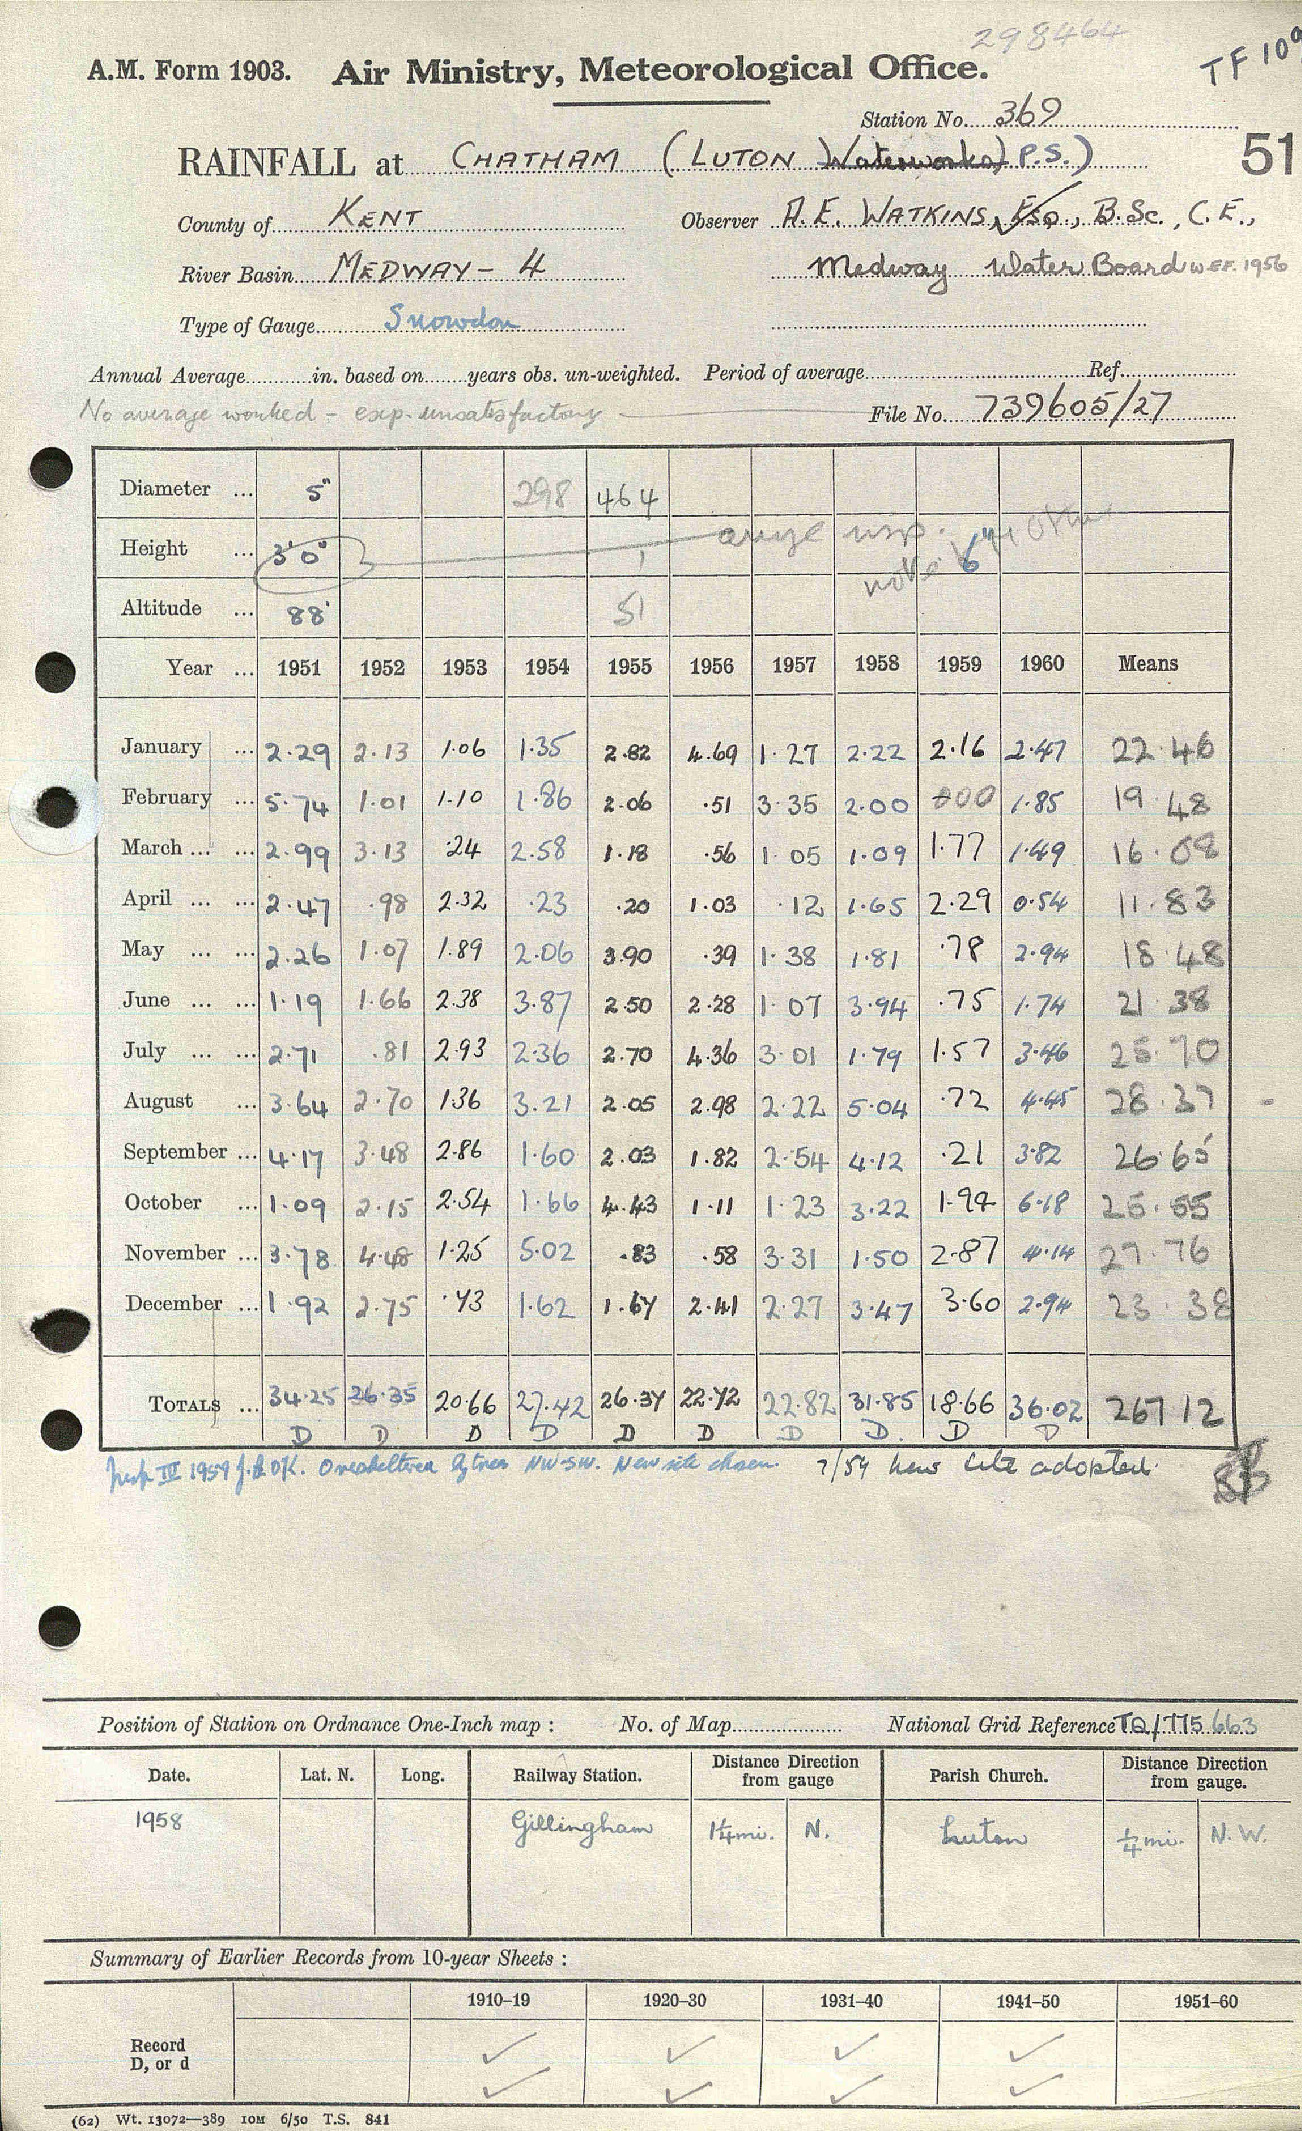 298464
TF 109
A.M. Form 1903. Air Ministry, Meteorological Office.
Station No. 369
RAINFALL at CHATHAM (LUTON Waterworks) P.S.) 51
County of KENT Observer A. E. WATKINS, Esq., B.Sc., C.E.,
River Basin MEDWAY - 4 Medway Water Board W.E.F. 1956
Type of Gauge Snowdon
Annual Average in. based on years obs. un-weighted. Period of average Ref.
No average worked - exp. unsatisfactory File No. 739605/27
Diameter ... 5" 298 464
Height ... 3'0"
note 6"
Altitude ... 88' 51
Year ... 1951 1952 1953 1954 1955 1956 1957 1958 1959 1960 Means
January ... 2.29 2.13 1.06 1.35 2.82 4.69 1.27 2.22 2.16 2.47 22.46
February ... 5.74 1.01 1.10 1.86 2.06 .51 3.35 2.00 000 1.85 19.48
March ... ... 2.99 3.13 .24 2.58 1.18 .56 1.05 1.09 1.77 1.49 16.08
April ... ... 2.47 .98 2.32 .23 .20 1.03 .12 1.65 2.29 0.54 11.83
May ... ... 2.26 1.07 1.89 2.06 3.90 .39 1.38 1.81 .78 2.94 18.48
June ... ... 1.19 1.66 2.38 3.87 2.50 2.28 1.07 3.94 .75 1.74 21.38
July ... ... 2.71 .81 2.93 2.36 2.70 4.36 3.01 1.79 1.57 3.46 25.70
August ... 3.64 2.70 1.36 3.21 2.05 2.98 2.22 5.04 .72 4.45 28.37
September ... 4.17 3.48 2.86 1.60 2.03 1.82 2.54 4.12 .21 3.82 26.65
October ... 1.09 2.15 2.54 1.66 4.43 1.11 1.23 3.22 1.94 6.18 25.55
November ... 3.78 4.48 1.25 5.02 .83 .58 3.31 1.50 2.87 4.14 27.76
December ... 1.92 2.75 .73 1.62 1.67 2.41 2.27 3.47 3.60 2.94 23.38
TOTALS ... 34.25 26.35 20.66 27.42 26.37 22.72 22.82 31.85 18.66 36.02 267.12
D D D D D D D D. D D
Insp III 1959 OK. Oversheltered by trees NW-SW. New site chosen. 7/59 new site adopted.
Position of Station on Ordnance One-Inch map : No. of Map National Grid Reference TQ/775 663
Date. Lat. N. Long. Railway Station. Distance from gauge Direction Parish Church. Distance from gauge. Direction
1958 Gillingham 1¼mi. N. Luton ¼mi. N.W.
Summary of Earlier Records from 10-year Sheets :
1910–19 1920–30 1931–40 1941–50 1951–60
Record ✓ ✓ ✓ ✓
D, or d ✓ ✓ ✓ ✓
(62) Wt. 13072—389 10M 6/50 T.S. 841